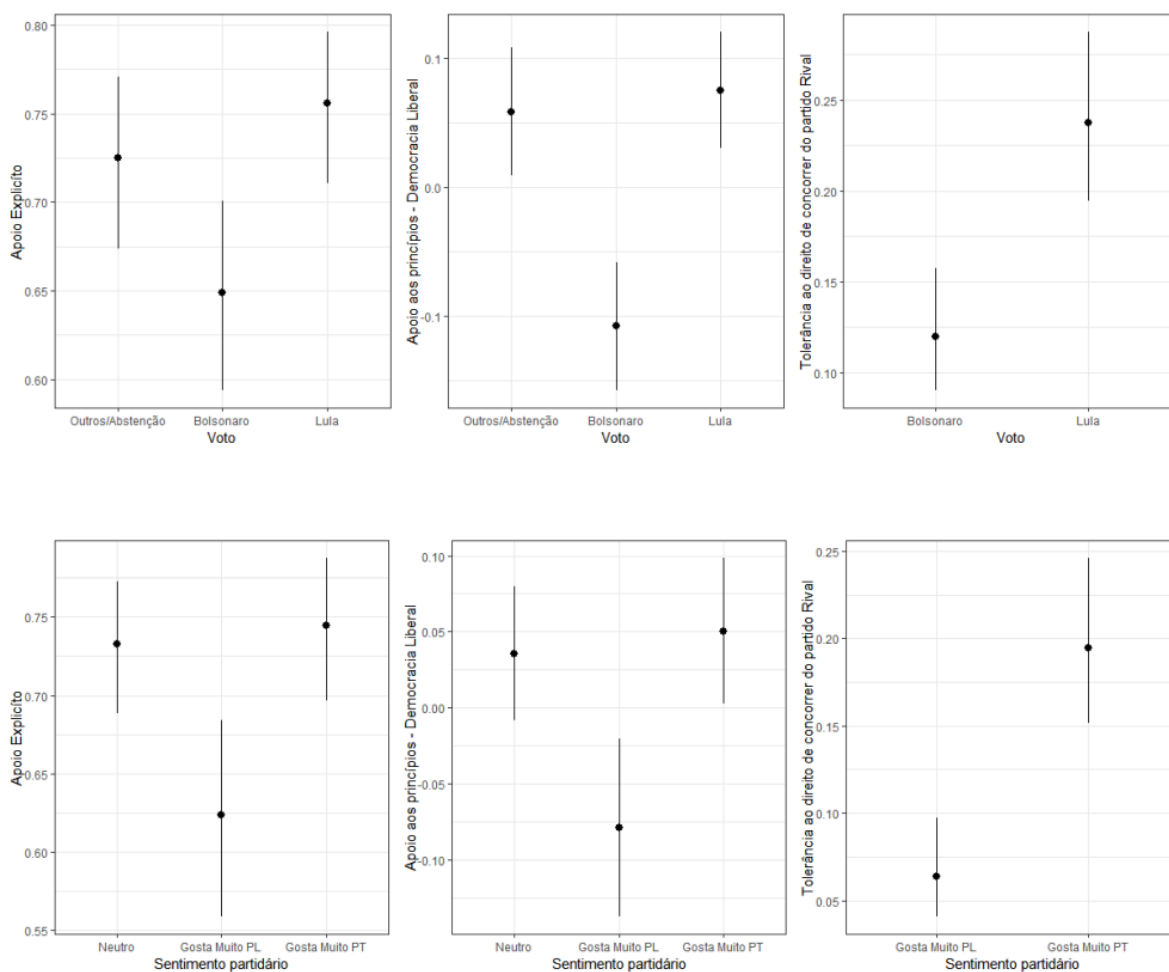 Apoio Explicíto
0.80
0.75
0.70
0.65
0.60
Outros/Abstenção Bolsonaro Lula
Voto
Apoio aos princípios - Democracia Liberal
0.1
0.0
-0.1
Outros/Abstenção Bolsonaro Lula
Voto
Tolerância ao direito de concorrer do partido Rival
0.25
0.20
0.15
0.10
Bolsonaro Lula
Voto
Apoio Explicíto
0.75
0.70
0.65
0.60
0.55
Neutro Gosta Muito PL Gosta Muito PT
Sentimento partidário
Apoio aos princípios - Democracia Liberal
0.10
0.05
0.00
-0.05
-0.10
Neutro Gosta Muito PL Gosta Muito PT
Sentimento partidário
Tolerância ao direito de concorrer do partido Rival
0.25
0.20
0.15
0.10
0.05
Gosta Muito PL Gosta Muito PT
Sentimento partidário